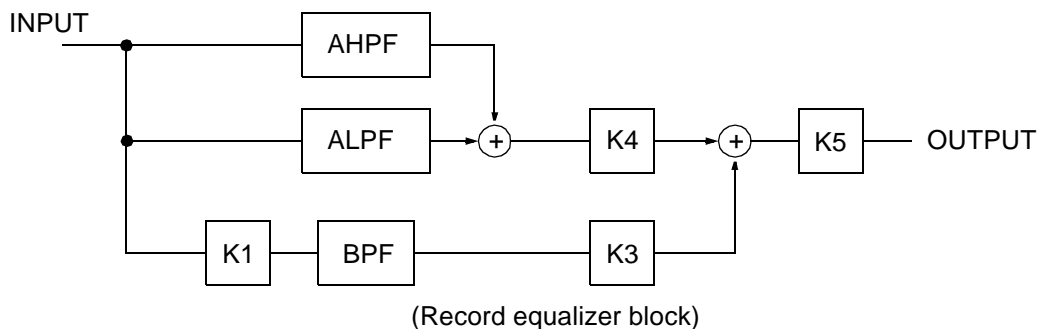 INPUT
AHPF
ALPF
+
K4
+
K5
OUTPUT
K1
BPF
K3
(Record equalizer block)